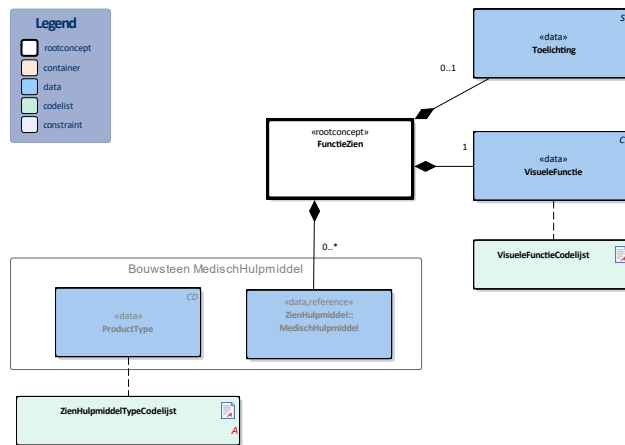 Legend
rootconcept
container
data
codelist
constraint
S
«data»
Toelichting
0..1
«rootconcept»
FunctieZien
1
C
«data»
VisueleFunctie
VisueleFunctieCodelijst
0..*
Bouwsteen MedischHulpmiddel
CD
«data»
ProductType
«data,reference»
ZienHulpmiddel::
MedischHulpmiddel
ZienHulpmiddelTypeCodelijst
A